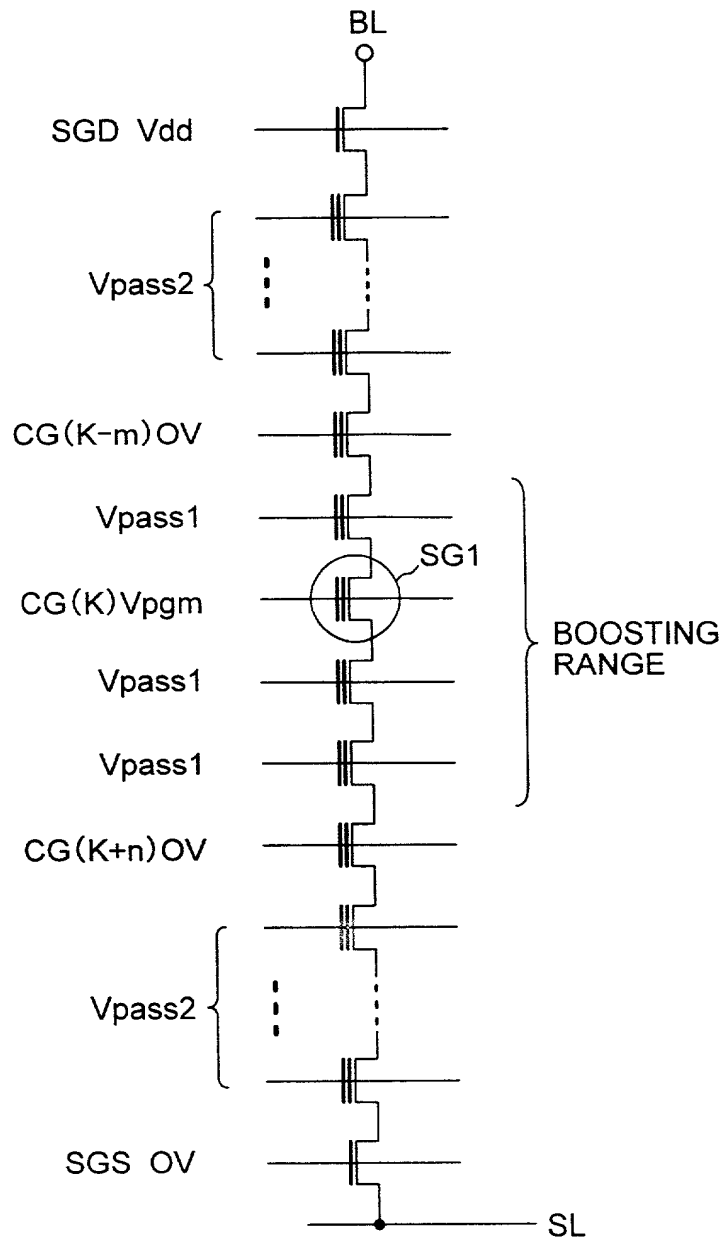 BL
SGD Vdd
Vpass2
CG(K-m)OV
Vpass1
SG1
CG(K)Vpgm
BOOSTING
RANGE
Vpass1
Vpass1
CG(K+n)OV
Vpass2
SGS OV
SL